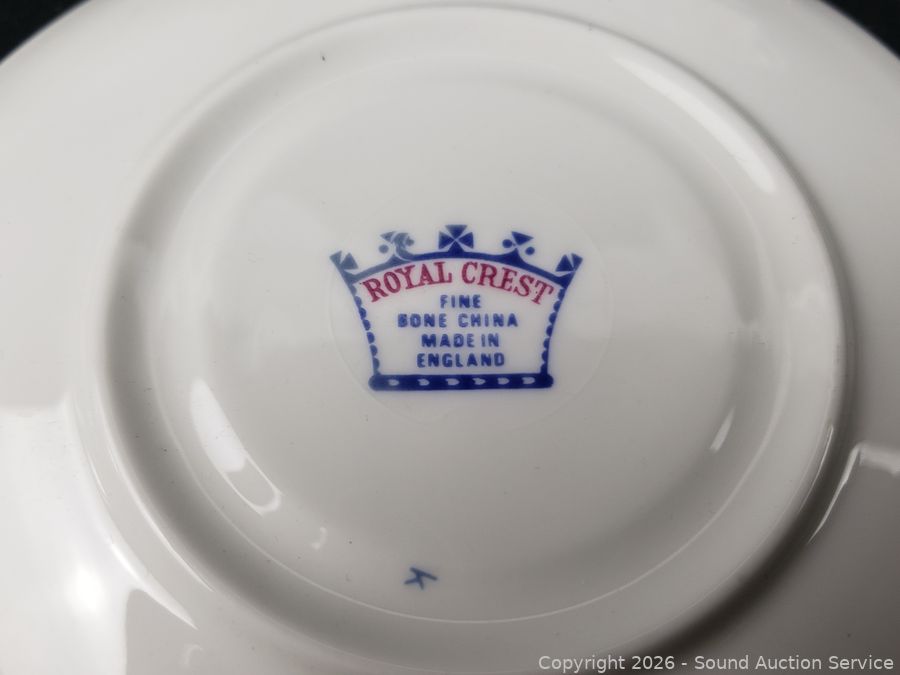 ROYAL CREST
FINE
BONE CHINA
MADE IN
ENGLAND
K
Copyright 2026 - Sound Auction Service